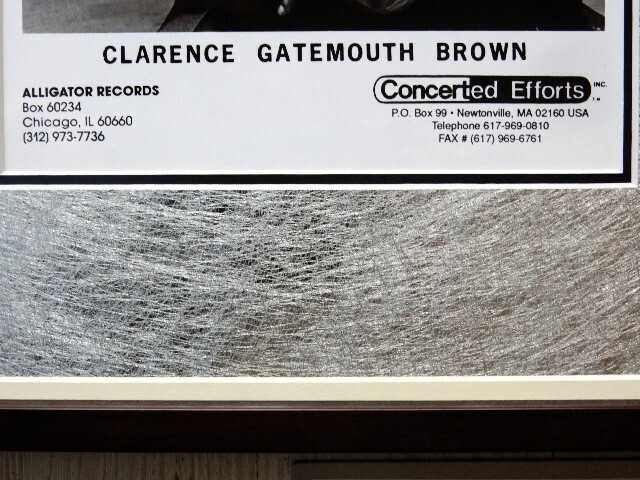 CLARENCE GATEMOUTH BROWN
ALLIGATOR RECORDS
Box 60234
Chicago, IL 60660
(312) 973-7736
Concerted Efforts INC. ™
P.O. Box 99 • Newtonville, MA 02160 USA
Telephone 617-969-0810
FAX # (617) 969-6761